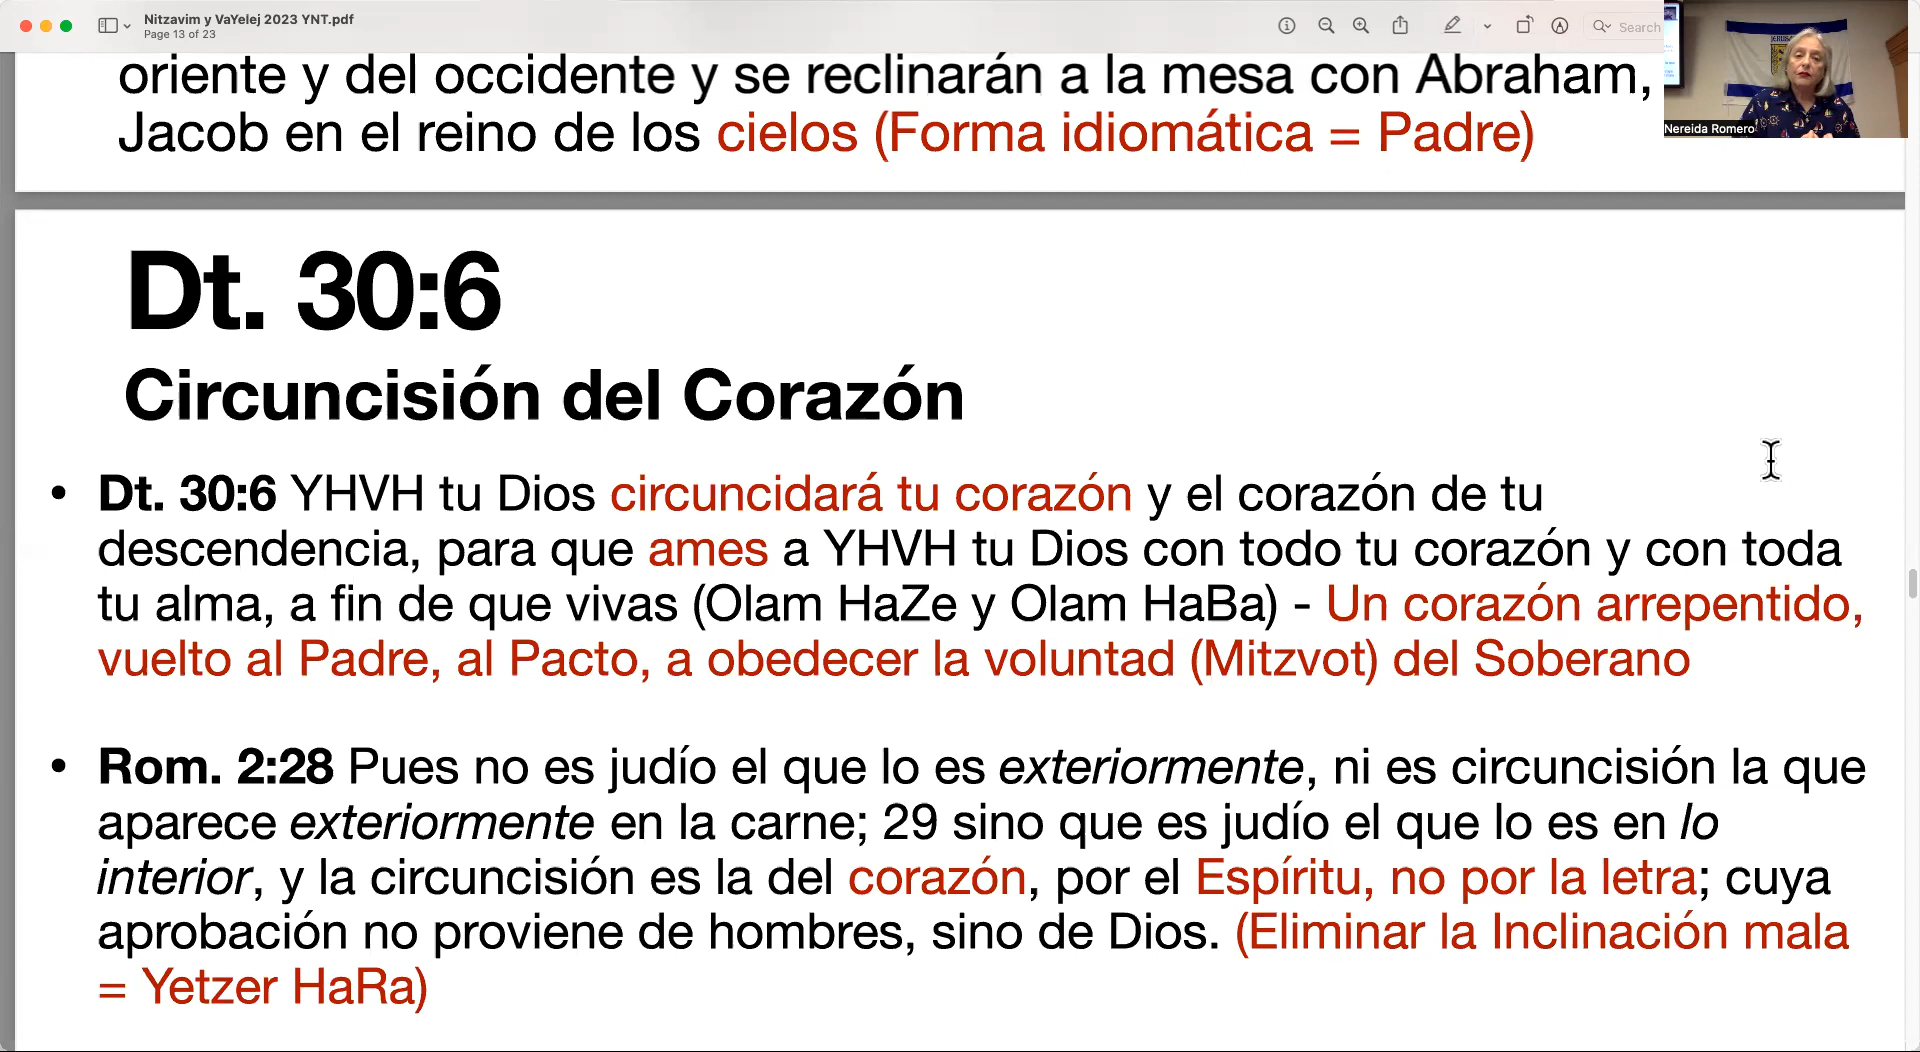 Nitzavim y VaYelej 2023 YNT.pdf
Page 13 of 23
Search
Nereida Romero
oriente y del occidente y se reclinarán a la mesa con Abraham,
Jacob en el reino de los cielos (Forma idiomática = Padre)
Dt. 30:6
Circuncisión del Corazón
• Dt. 30:6 YHVH tu Dios circuncidará tu corazón y el corazón de tu
descendencia, para que ames a YHVH tu Dios con todo tu corazón y con toda
tu alma, a fin de que vivas (Olam HaZe y Olam HaBa) - Un corazón arrepentido,
vuelto al Padre, al Pacto, a obedecer la voluntad (Mitzvot) del Soberano
• Rom. 2:28 Pues no es judío el que lo es exteriormente, ni es circuncisión la que
aparece exteriormente en la carne; 29 sino que es judío el que lo es en lo
interior, y la circuncisión es la del corazón, por el Espíritu, no por la letra; cuya
aprobación no proviene de hombres, sino de Dios. (Eliminar la Inclinación mala
= Yetzer HaRa)